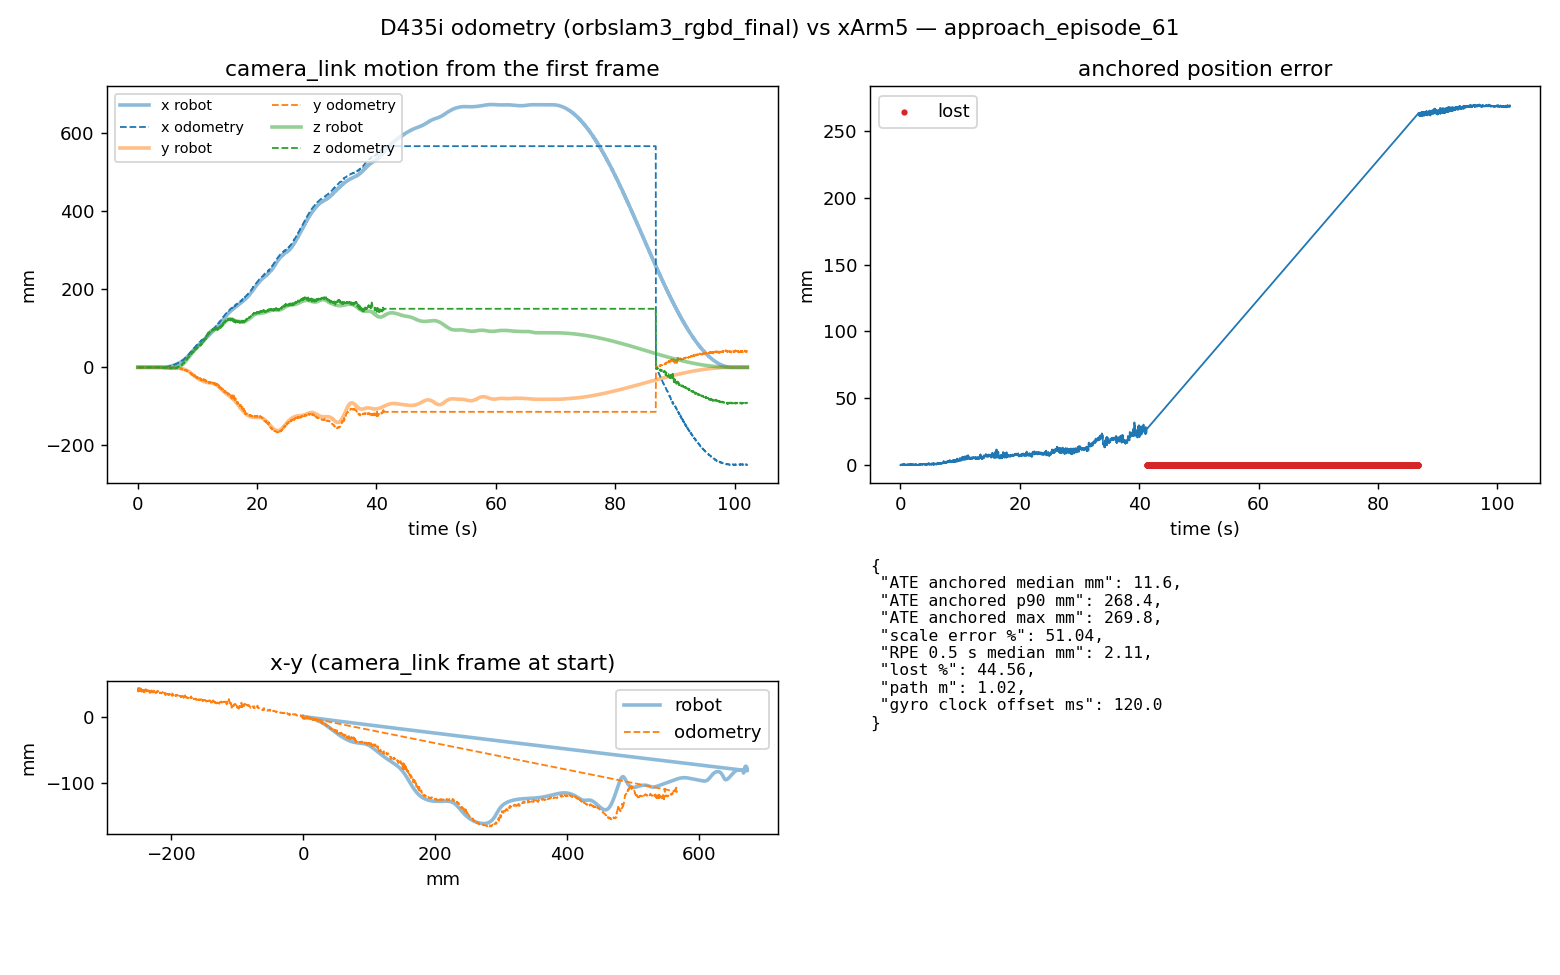 D435i odometry (orbslam3_rgbd_final) vs xArm5 — approach_episode_61
camera_link motion from the first frame
x robot
x odometry
y robot
y odometry
z robot
z odometry
mm
600
400
200
0
−200
0 20 40 60 80 100
time (s)
anchored position error
lost
mm
250
200
150
100
50
0
0 20 40 60 80 100
time (s)
x-y (camera_link frame at start)
robot
odometry
mm
0
−100
−200 0 200 400 600
mm
{
"ATE anchored median mm": 11.6,
"ATE anchored p90 mm": 268.4,
"ATE anchored max mm": 269.8,
"scale error %": 51.04,
"RPE 0.5 s median mm": 2.11,
"lost %": 44.56,
"path m": 1.02,
"gyro clock offset ms": 120.0
}